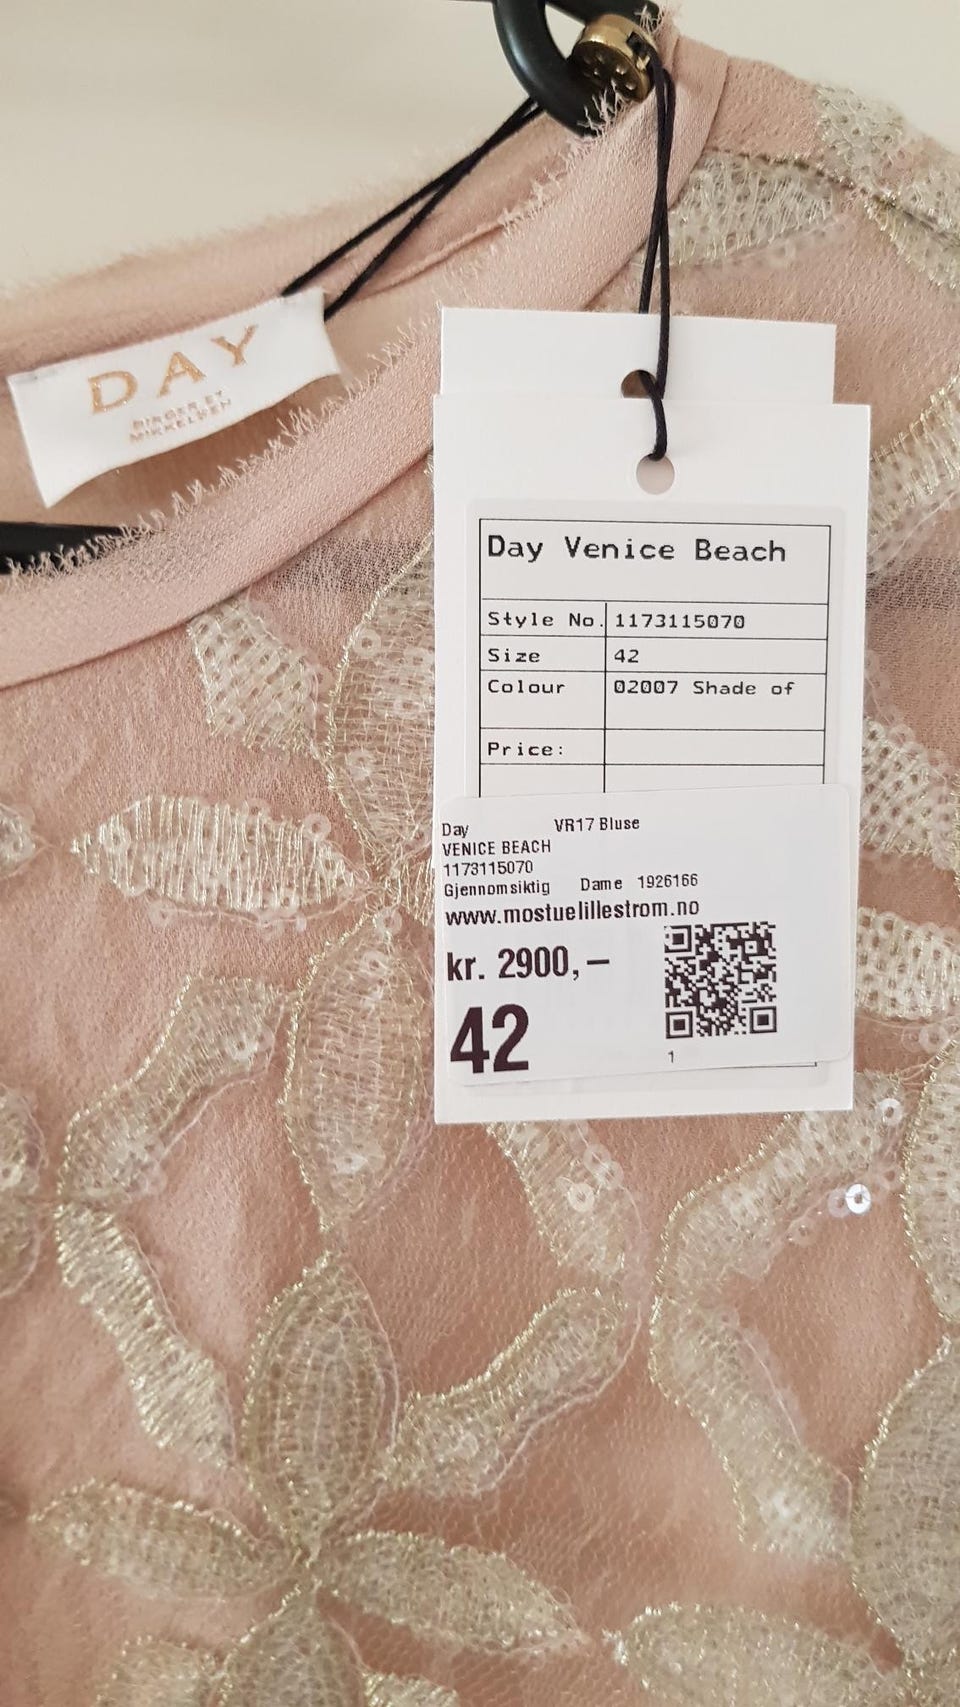 DAY
BIRGER ET
MIKKELSEN
Day Venice Beach
Style No. 1173115070
Size 42
Colour 02007 Shade of
Price:
Day VR17 Bluse
VENICE BEACH
1173115070
Gjennomsiktig Dame 1926166
www.mostuelillestrom.no
kr. 2900,–
42
1